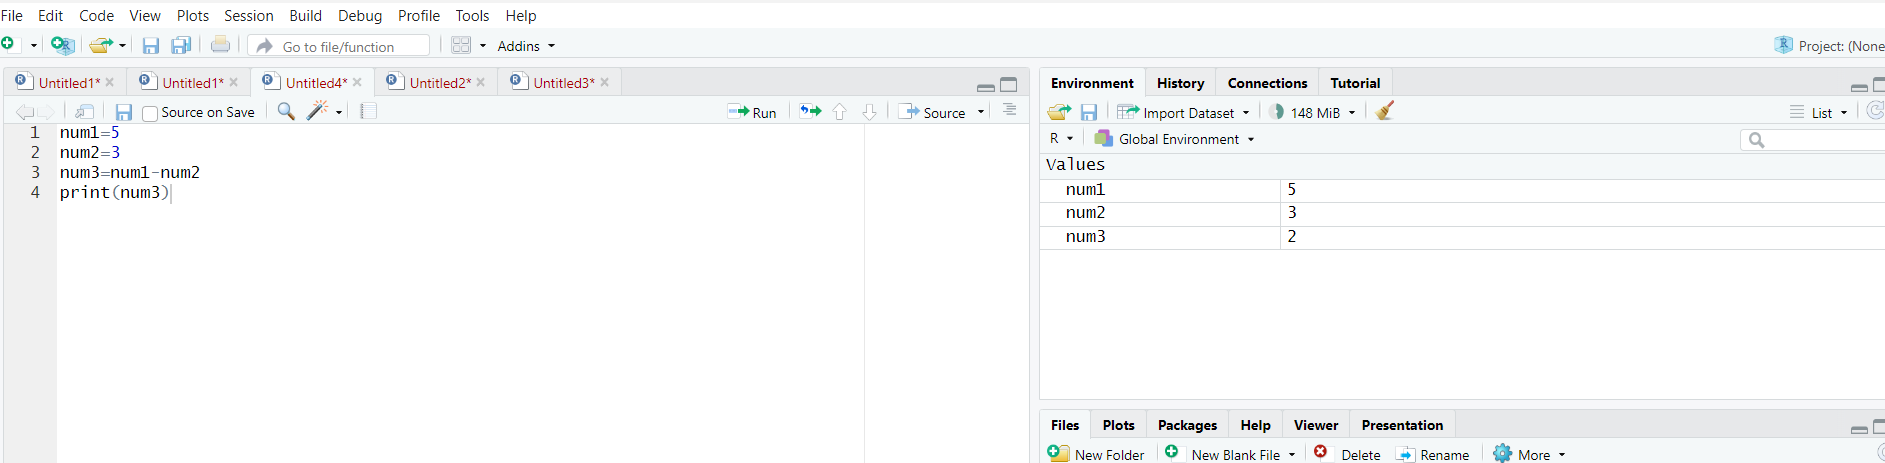 File Edit Code View Plots Session Build Debug Profile Tools Help
Go to file/function Addins Project: (None
Untitled1* Untitled1* Untitled4* Untitled2* Untitled3*
Source on Save Run Source
1 num1=5
2 num2=3
3 num3=num1-num2
4 print(num3)
Environment History Connections Tutorial
Import Dataset 148 MiB List
R Global Environment
Values
num1 5
num2 3
num3 2
Files Plots Packages Help Viewer Presentation
New Folder New Blank File Delete Rename More